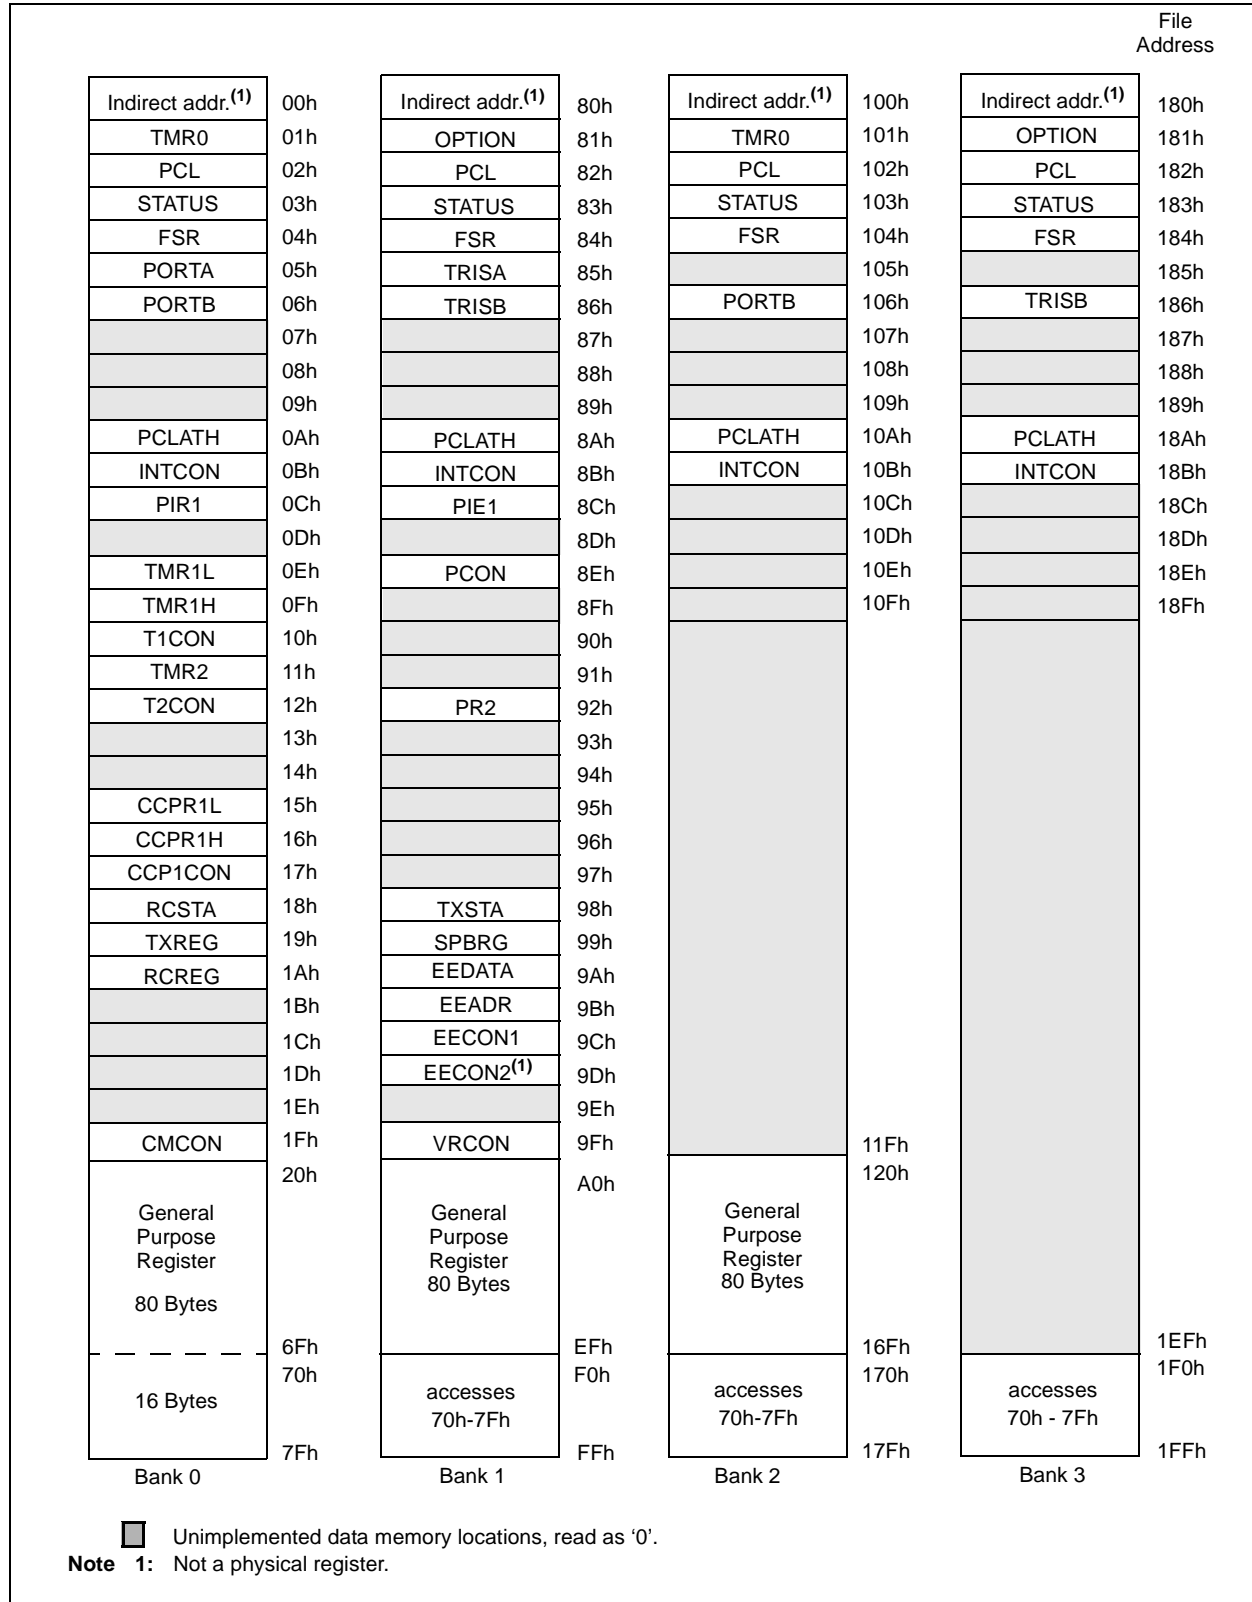 File
Address
Indirect addr.(1) 00h Indirect addr.(1) 80h Indirect addr.(1) 100h Indirect addr.(1) 180h
TMR0 01h OPTION 81h TMR0 101h OPTION 181h
PCL 02h PCL 82h PCL 102h PCL 182h
STATUS 03h STATUS 83h STATUS 103h STATUS 183h
FSR 04h FSR 84h FSR 104h FSR 184h
PORTA 05h TRISA 85h 105h 185h
PORTB 06h TRISB 86h PORTB 106h TRISB 186h
07h 87h 107h 187h
08h 88h 108h 188h
09h 89h 109h 189h
PCLATH 0Ah PCLATH 8Ah PCLATH 10Ah PCLATH 18Ah
INTCON 0Bh INTCON 8Bh INTCON 10Bh INTCON 18Bh
PIR1 0Ch PIE1 8Ch 10Ch 18Ch
0Dh 8Dh 10Dh 18Dh
TMR1L 0Eh PCON 8Eh 10Eh 18Eh
TMR1H 0Fh 8Fh 10Fh 18Fh
T1CON 10h 90h
TMR2 11h 91h
T2CON 12h PR2 92h
13h 93h
14h 94h
CCPR1L 15h 95h
CCPR1H 16h 96h
CCP1CON 17h 97h
RCSTA 18h TXSTA 98h
TXREG 19h SPBRG 99h
RCREG 1Ah EEDATA 9Ah
1Bh EEADR 9Bh
1Ch EECON1 9Ch
1Dh EECON2(1) 9Dh
1Eh 9Eh
CMCON 1Fh VRCON 9Fh 11Fh
20h A0h 120h
General General General
Purpose Purpose Purpose
Register Register Register
80 Bytes 80 Bytes 80 Bytes
6Fh EFh 16Fh 1EFh
70h F0h 170h 1F0h
16 Bytes accesses accesses accesses
70h-7Fh 70h-7Fh 70h - 7Fh
7Fh FFh 17Fh 1FFh
Bank 0 Bank 1 Bank 2 Bank 3
Unimplemented data memory locations, read as ‘0’.
Note 1: Not a physical register.